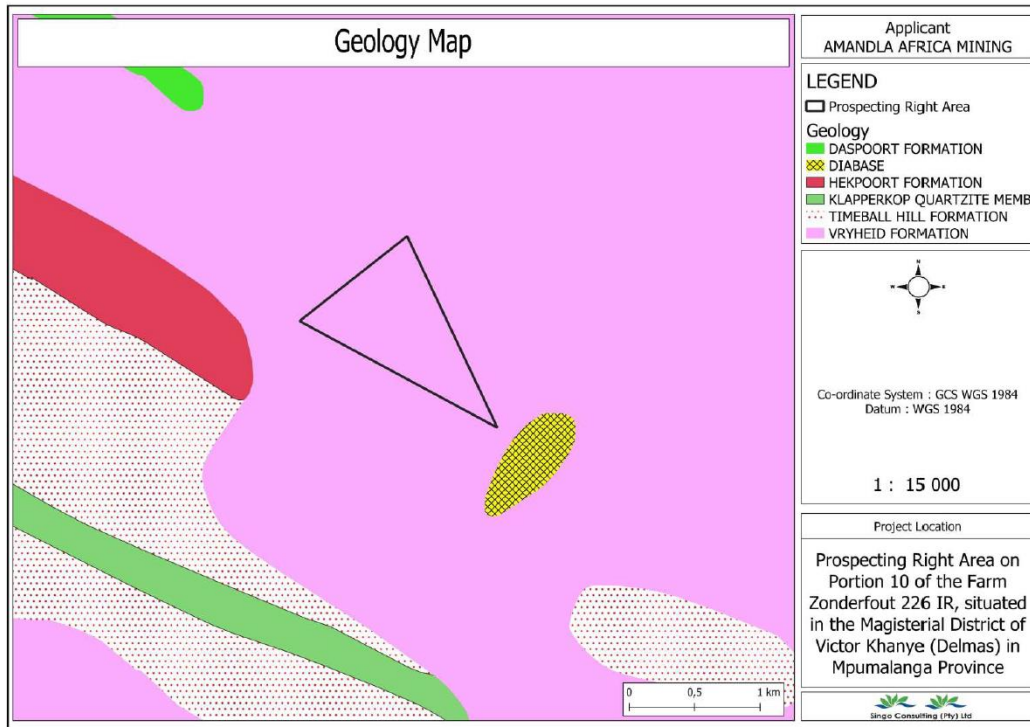 Geology Map
Applicant
AMANDLA AFRICA MINING
LEGEND
Prospecting Right Area
Geology
DASPOORT FORMATION
DIABASE
HEKPOORT FORMATION
KLAPPERKOP QUARTZITE MEMB
TIMEBALL HILL FORMATION
VRYHEID FORMATION
N
W E
S
Co-ordinate System : GCS WGS 1984
Datum : WGS 1984
1 : 15 000
Project Location
Prospecting Right Area on
Portion 10 of the Farm
Zonderfout 226 IR, situated
in the Magisterial District of
Victor Khanye (Delmas) in
Mpumalanga Province
0 0,5 1 km
Singo Consulting (Pty) Ltd